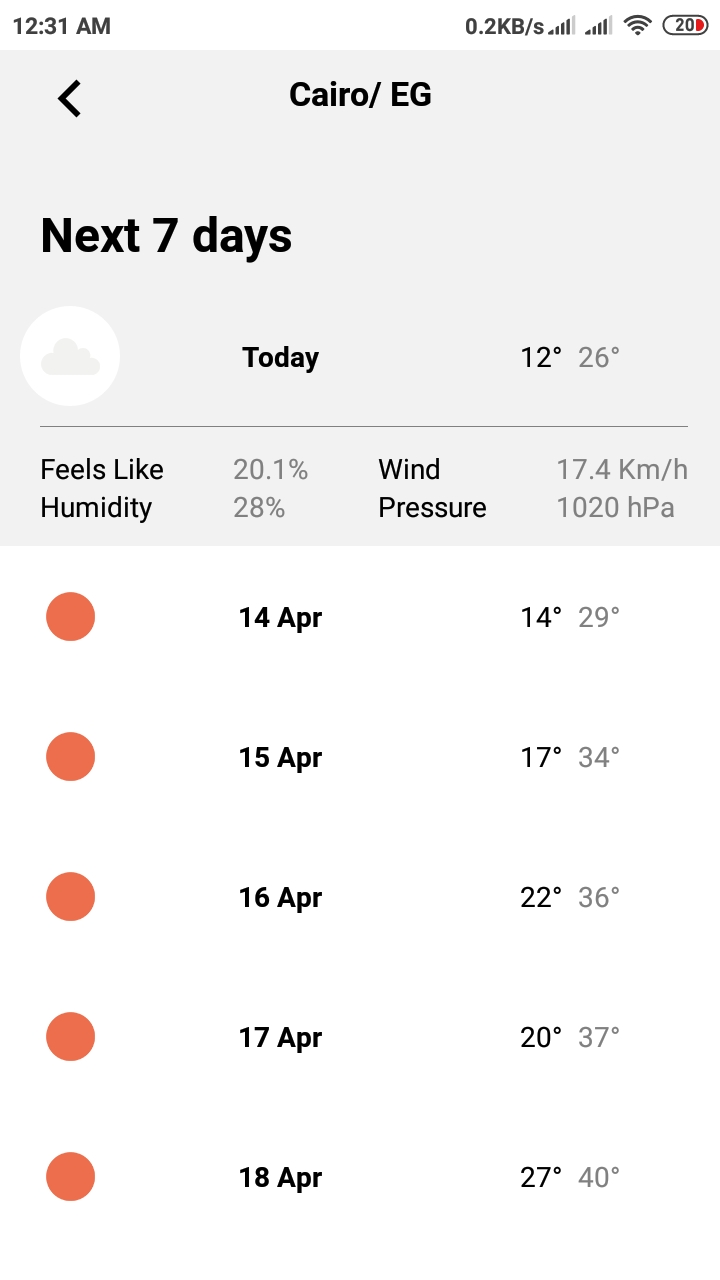 12:31 AM 0.2KB/s 20
Cairo/ EG
Next 7 days
Today 12° 26°
Feels Like 20.1% Wind 17.4 Km/h
Humidity 28% Pressure 1020 hPa
14 Apr 14° 29°
15 Apr 17° 34°
16 Apr 22° 36°
17 Apr 20° 37°
18 Apr 27° 40°